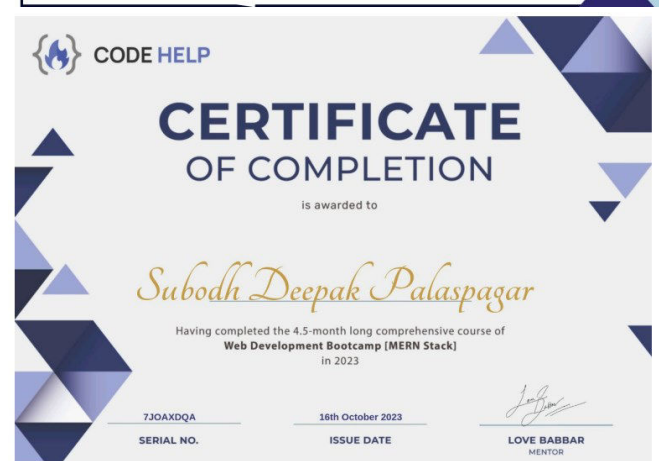 CODE HELP
CERTIFICATE
OF COMPLETION
is awarded to
Subodh Deepak Palaspagar
Having completed the 4.5-month long comprehensive course of
Web Development Bootcamp [MERN Stack]
in 2023
7JOAXDQA
16th October 2023
SERIAL NO.
ISSUE DATE
LOVE BABBAR
MENTOR